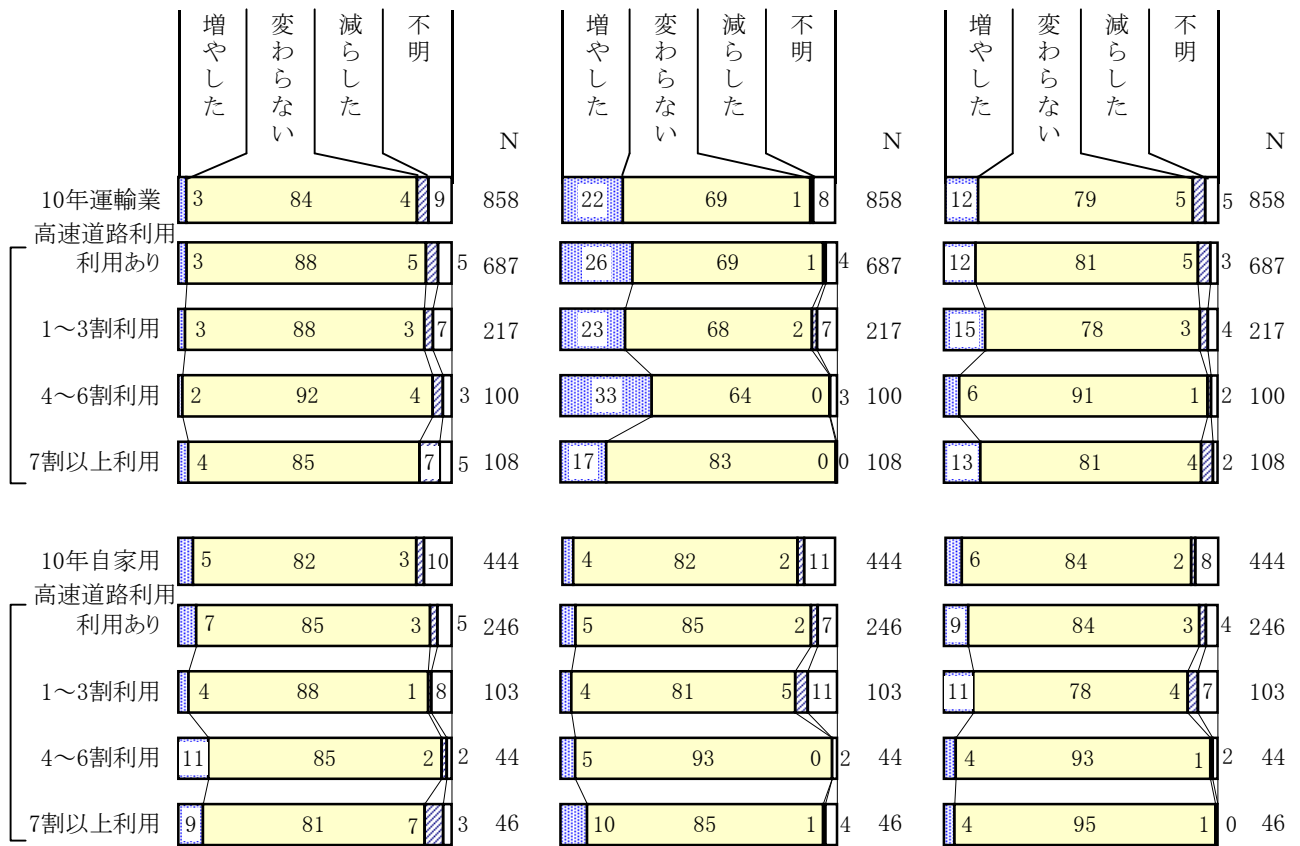 増やした 変わらない 減らした 不明 N 増やした 変わらない 減らした 不明 N 増やした 変わらない 減らした 不明 N
10年運輸業 3 84 4 9 858 22 69 1 8 858 12 79 5 5 858
高速道路利用
利用あり 3 88 5 5 687 26 69 1 4 687 12 81 5 3 687
1～3割利用 3 88 3 7 217 23 68 2 7 217 15 78 3 4 217
4～6割利用 2 92 4 3 100 33 64 0 3 100 6 91 1 2 100
7割以上利用 4 85 7 5 108 17 83 0 0 108 13 81 4 2 108
10年自家用 5 82 3 10 444 4 82 2 11 444 6 84 2 8 444
高速道路利用
利用あり 7 85 3 5 246 5 85 2 7 246 9 84 3 4 246
1～3割利用 4 88 1 8 103 4 81 5 11 103 11 78 4 7 103
4～6割利用 11 85 2 2 44 5 93 0 2 44 4 93 1 2 44
7割以上利用 9 81 7 3 46 10 85 1 4 46 4 95 1 0 46